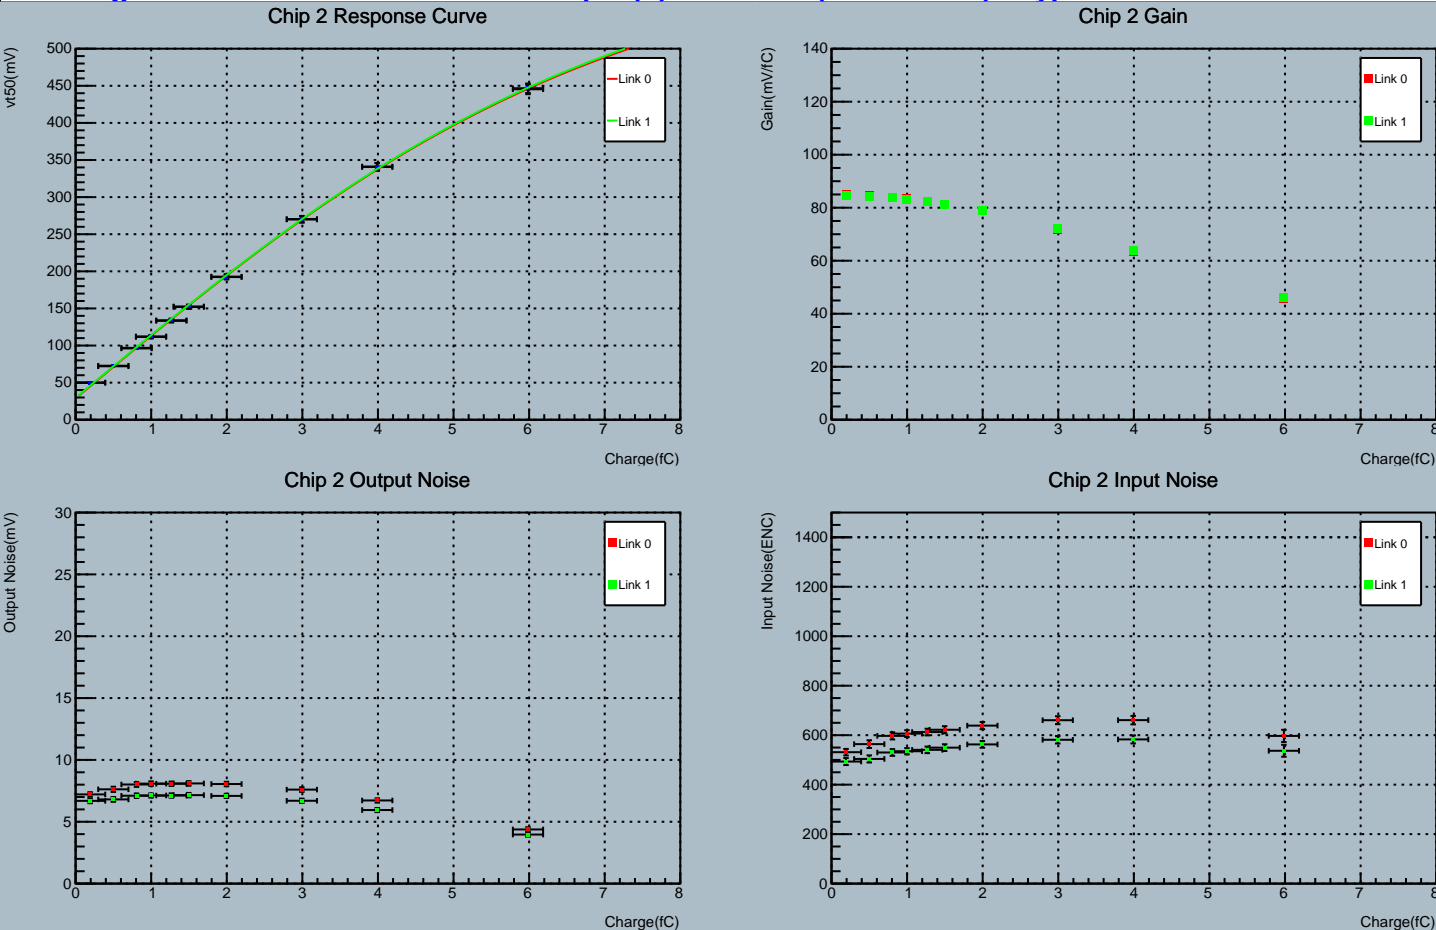 Chip 2 Response Curve
vt50(mV)
500
450
400
350
300
250
200
150
100
50
0
0 1 2 3 4 5 6 7 8
Charge(fC)
Link 0
Link 1
Chip 2 Gain
Gain(mV/fC)
140
120
100
80
60
40
20
0
0 1 2 3 4 5 6 7 8
Charge(fC)
Link 0
Link 1
Chip 2 Output Noise
Output Noise(mV)
30
25
20
15
10
5
0
0 1 2 3 4 5 6 7 8
Charge(fC)
Link 0
Link 1
Chip 2 Input Noise
Input Noise(ENC)
1400
1200
1000
800
600
400
200
0
0 1 2 3 4 5 6 7 8
Charge(fC)
Link 0
Link 1